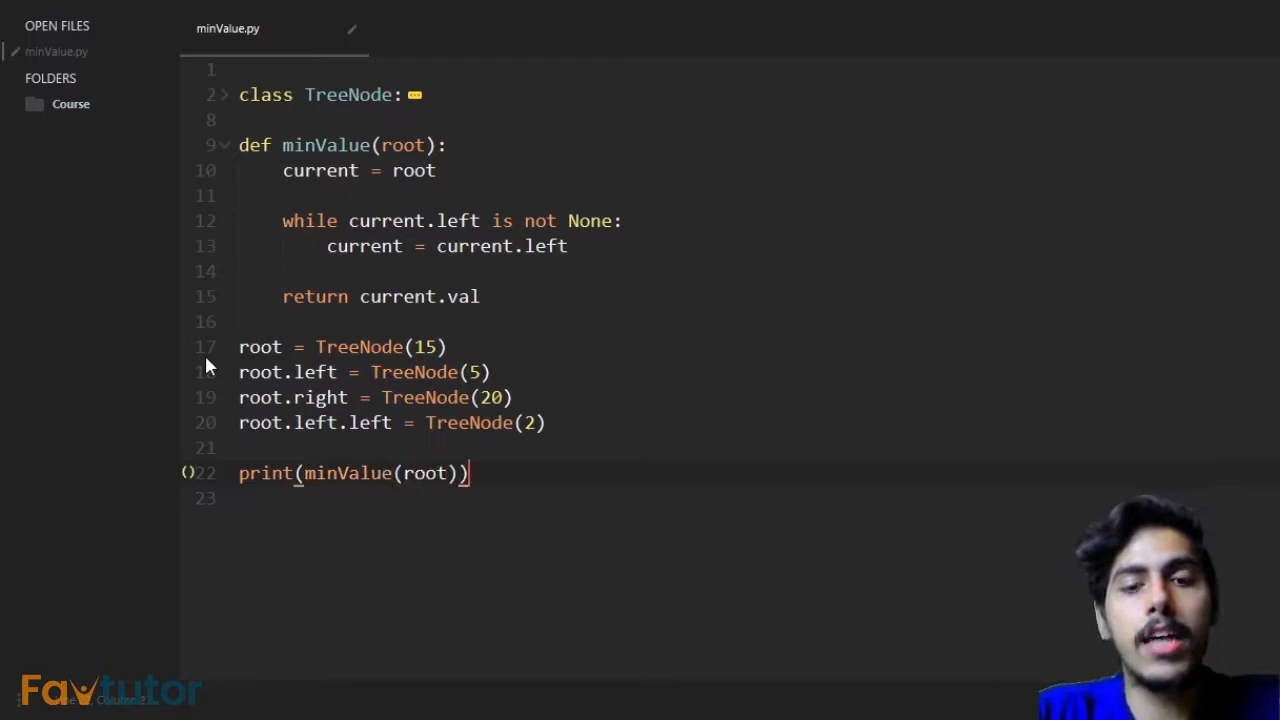 OPEN FILES
minValue.py
minValue.py
FOLDERS
Course
1
2 class TreeNode:
8
9 def minValue(root):
10 current = root
11
12 while current.left is not None:
13 current = current.left
14
15 return current.val
16
17 root = TreeNode(15)
18 root.left = TreeNode(5)
19 root.right = TreeNode(20)
20 root.left.left = TreeNode(2)
21
()22 print(minValue(root))
23
Favtutor